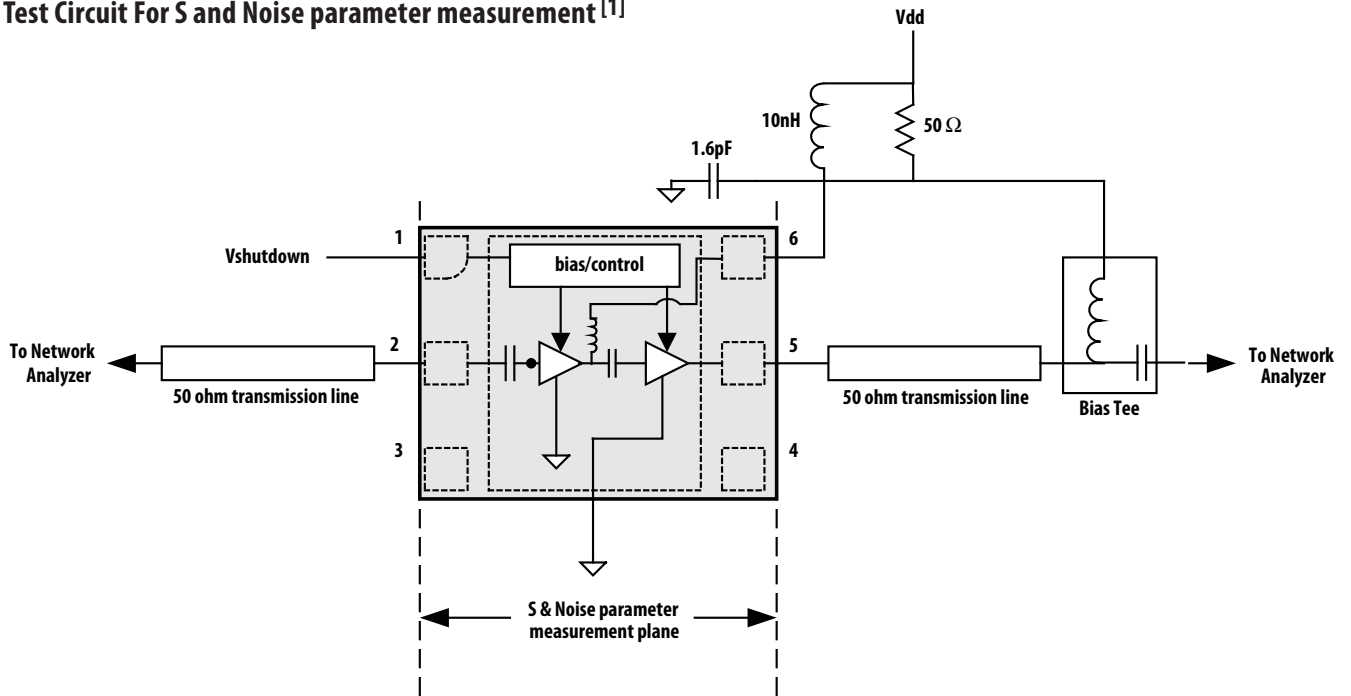 Test Circuit For S and Noise parameter measurement [1]
Vdd
10nH
50 Ω
1.6pF
1
6
Vshutdown
bias/control
2
5
To Network
Analyzer
50 ohm transmission line
50 ohm transmission line
Bias Tee
To Network
Analyzer
3
4
S & Noise parameter
measurement plane